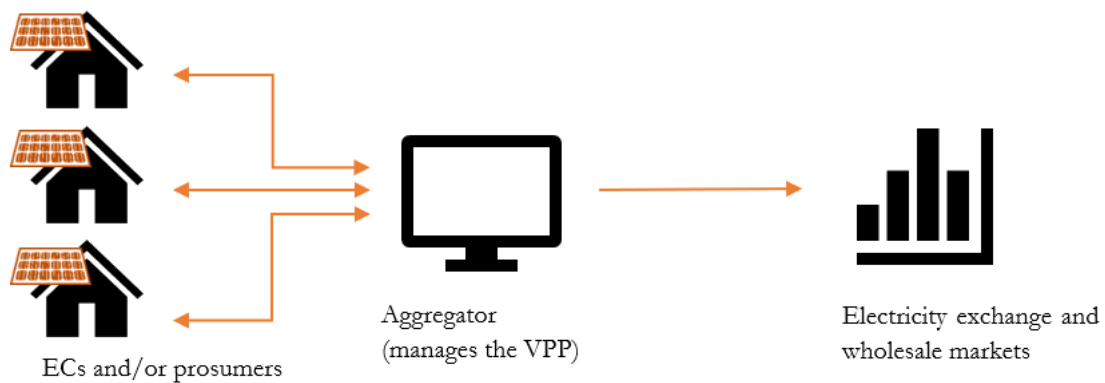 ECs and/or prosumers
Aggregator
(manages the VPP)
Electricity exchange and
wholesale markets